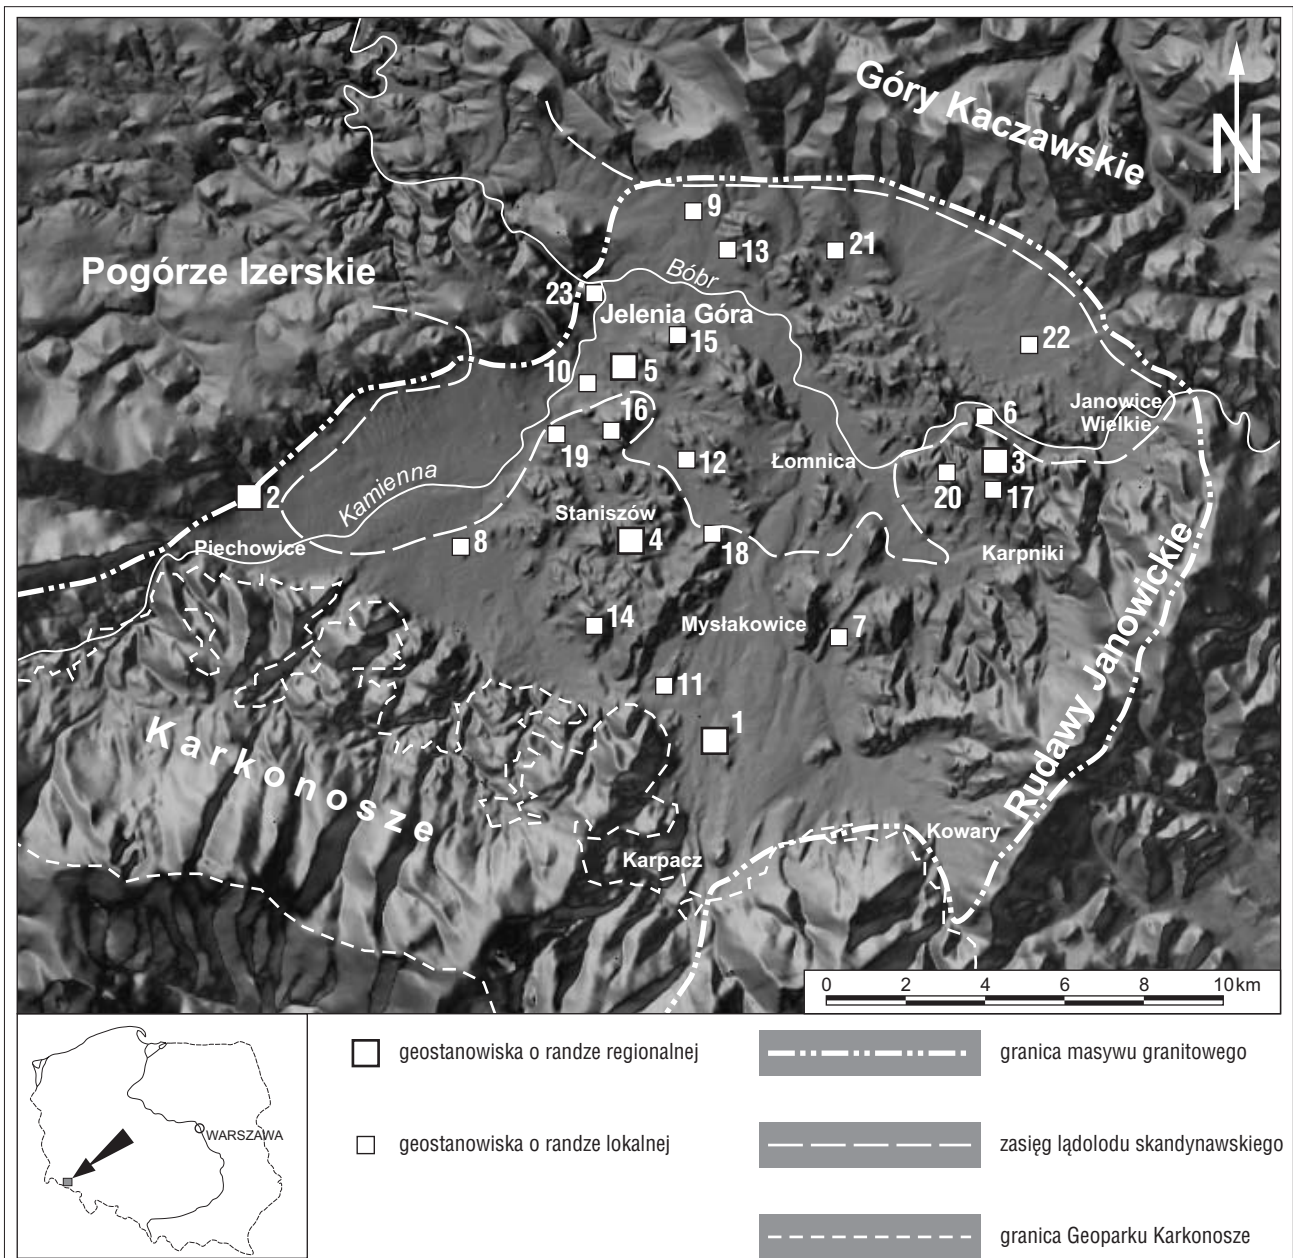 Góry Kaczawskie
N
9
13
21
Pogórze Izerskie
Bóbr
23
Jelenia Góra
15
22
5
10
Janowice
Wielkie
16
6
19
12
Łomnica
3
20
17
Kamienna
2
Staniszów
Piechowice
8
4
18
Karpniki
14
Mysłakowice
7
11
1
Karkonosze
Rudawy Janowickie
Kowary
Karpacz
0 2 4 6 8 10 km
WARSZAWA
geostanowiska o randze regionalnej
geostanowiska o randze lokalnej
granica masywu granitowego
zasięg lądolodu skandynawskiego
granica Geoparku Karkonosze